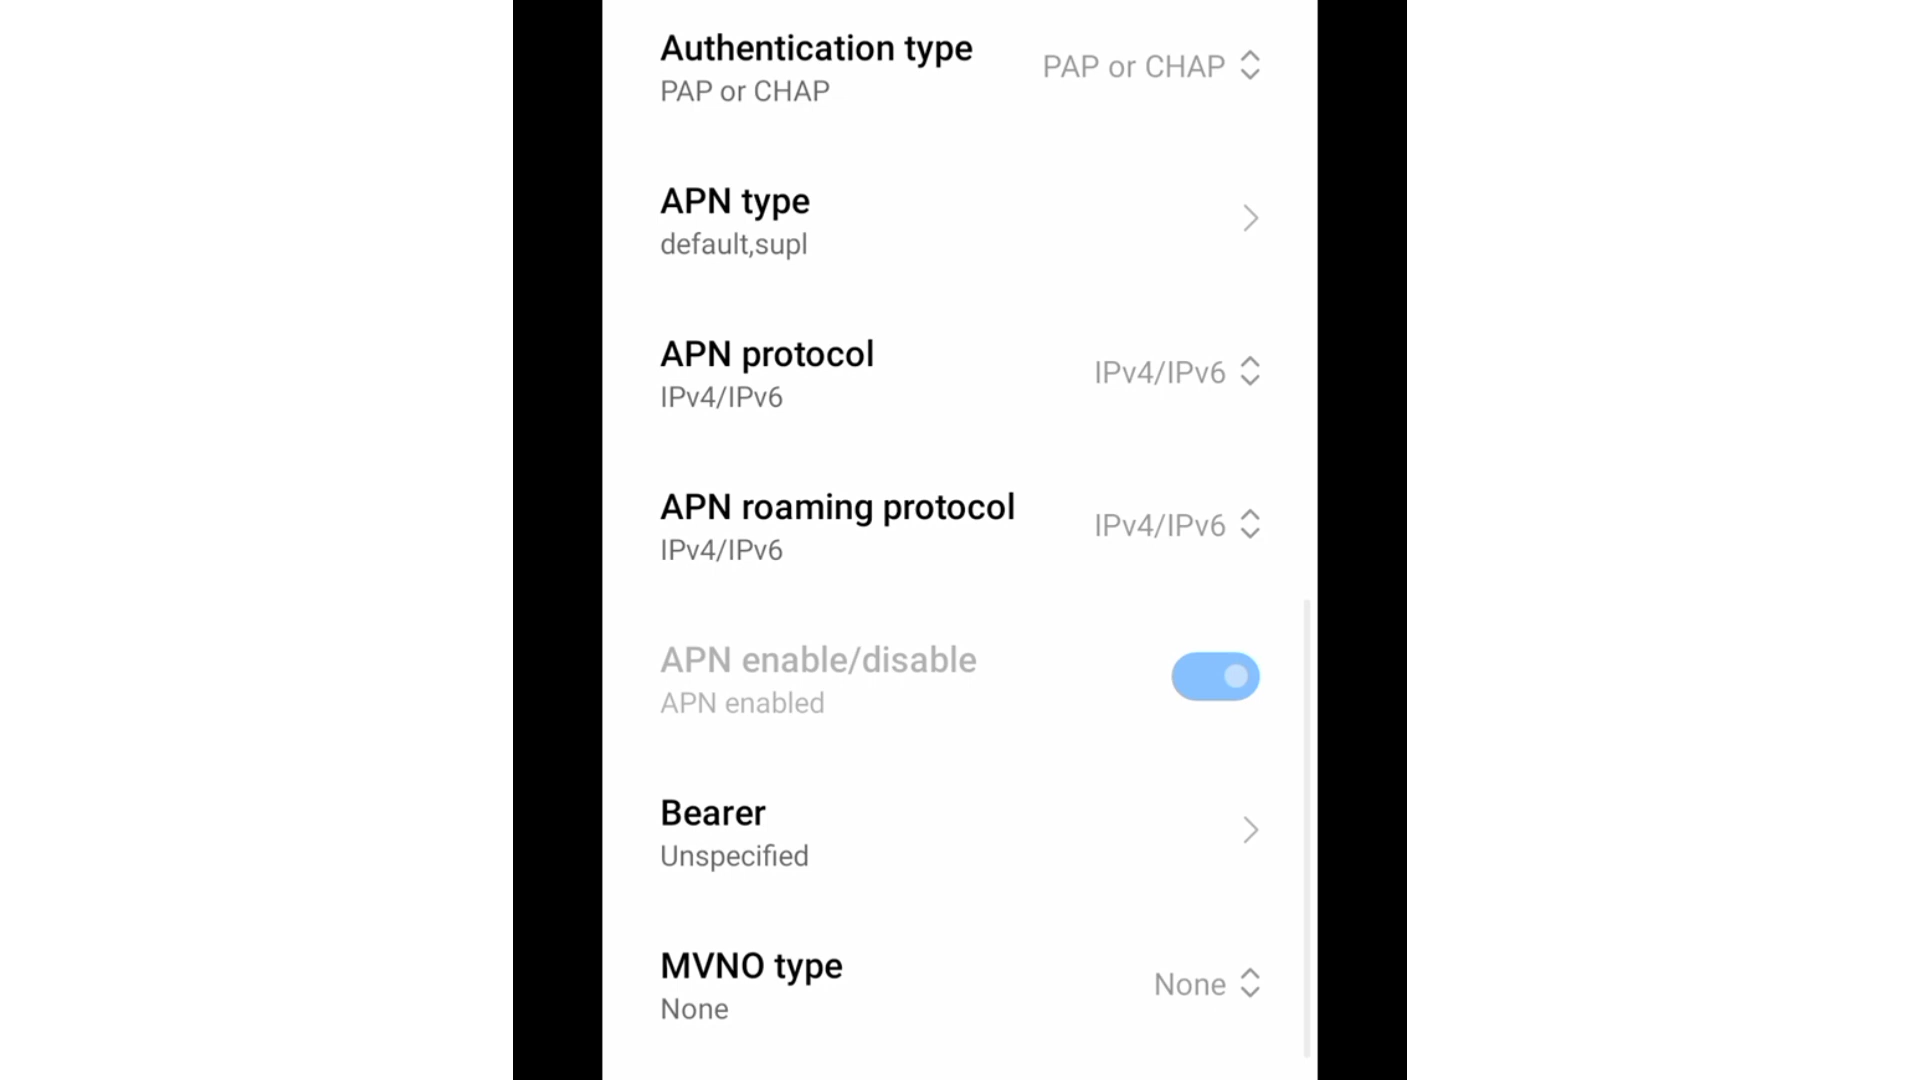 Authentication type
PAP or CHAP
PAP or CHAP
APN type
default,supl
APN protocol
IPv4/IPv6
IPv4/IPv6
APN roaming protocol
IPv4/IPv6
IPv4/IPv6
APN enable/disable
APN enabled
Bearer
Unspecified
MVNO type
None
None